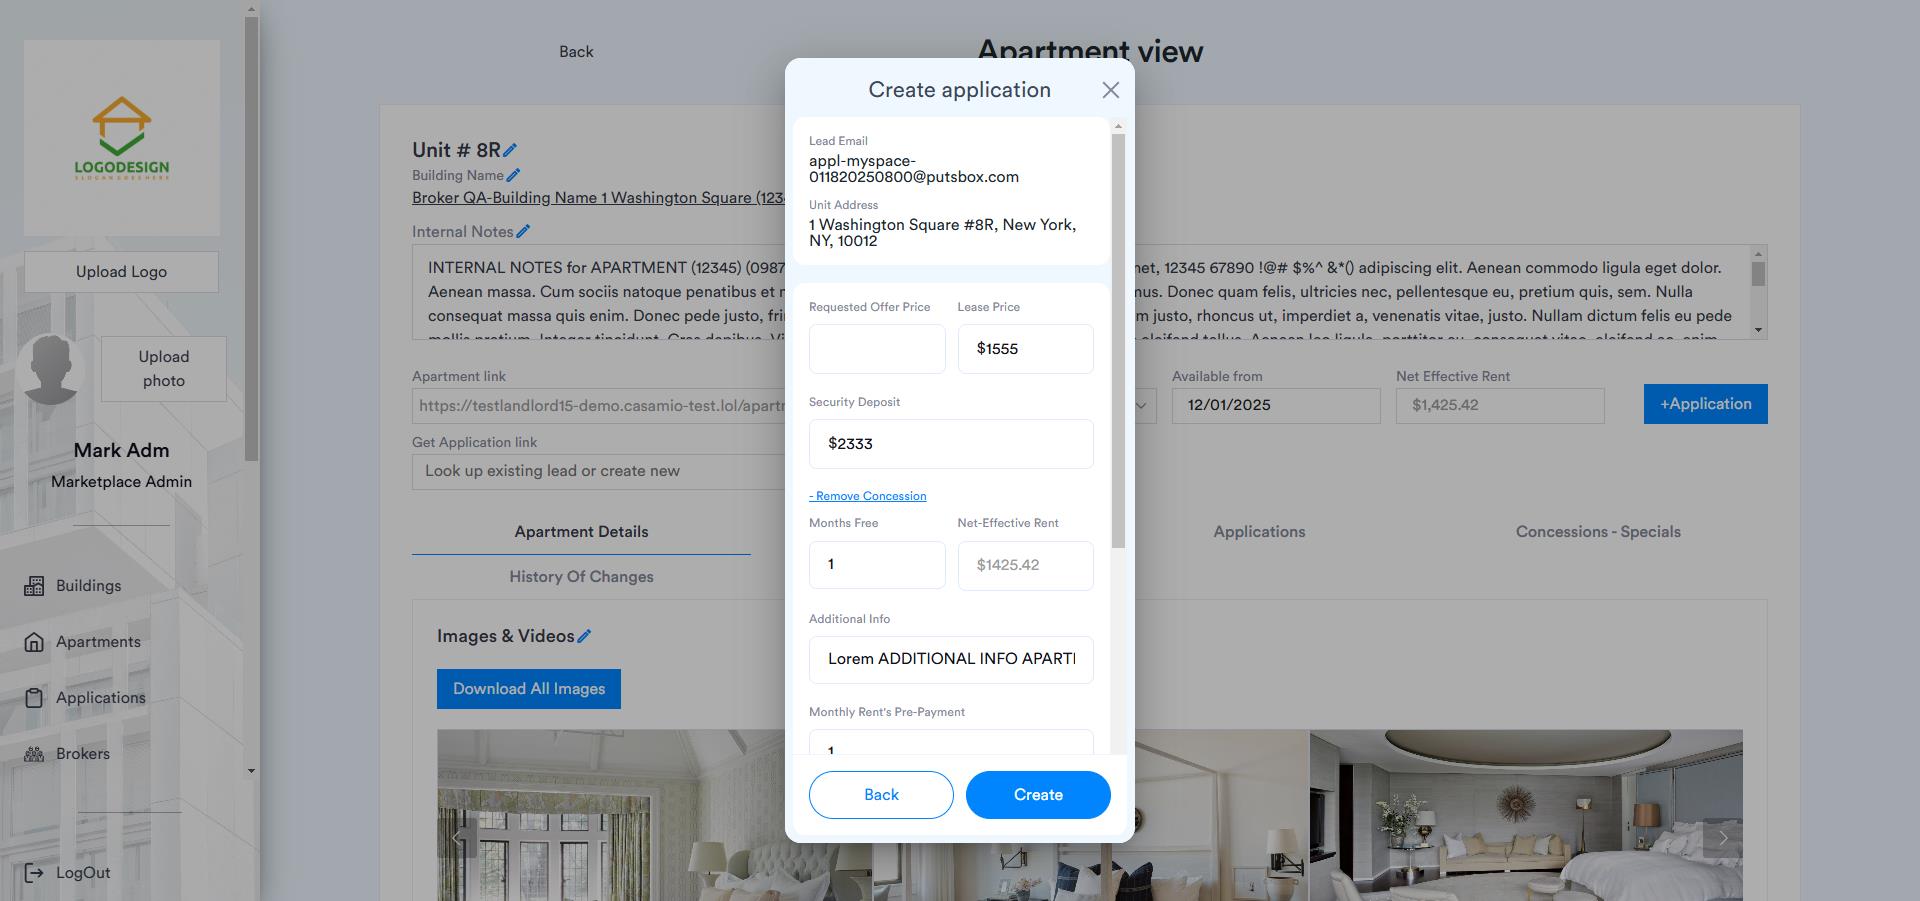 LOGODESIGN
SLOGAN GOES HERE
Upload Logo
Upload
photo
Mark Adm
Marketplace Admin
Buildings
Apartments
Applications
Brokers
LogOut
Back
Apartment view
Unit # 8R
Building Name
Broker QA-Building Name 1 Washington Square (123
Internal Notes
INTERNAL NOTES for APARTMENT (12345) (0987
Aenean massa. Cum sociis natoque penatibus et
consequat massa quis enim. Donec pede justo,
met, 12345 67890 !@# $%^ &*() adipiscing elit. Aenean commodo ligula eget dolor.
mus. Donec quam felis, ultricies nec, pellentesque eu, pretium quis, sem. Nulla
justo, rhoncus ut, imperdiet a, venenatis vitae, justo. Nullam dictum felis eu pede
Apartment link
https://testlandlord15-demo.casamio-test.lol/apartr
Get Application link
Look up existing lead or create new
Available from
12/01/2025
Net Effective Rent
$1,425.42
+Application
Apartment Details
Applications
Concessions - Specials
History Of Changes
Images & Videos
Download All Images
Create application
Lead Email
appl-myspace-
011820250800@putsbox.com
Unit Address
1 Washington Square #8R, New York,
NY, 10012
Requested Offer Price
Lease Price
$1555
Security Deposit
$2333
- Remove Concession
Months Free
Net-Effective Rent
1
$1425.42
Additional Info
Lorem ADDITIONAL INFO APARTI
Monthly Rent's Pre-Payment
1
Back
Create